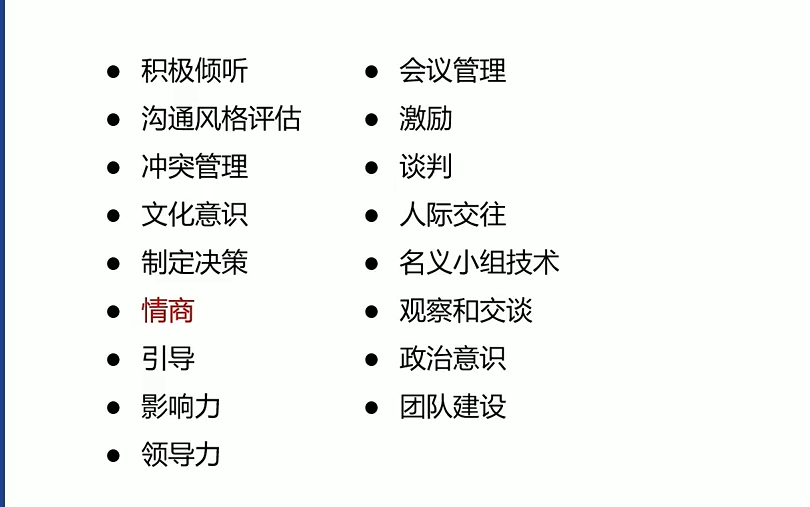 积极倾听
沟通风格评估
冲突管理
文化意识
制定决策
情商
引导
影响力
领导力
会议管理
激励
谈判
人际交往
名义小组技术
观察和交谈
政治意识
团队建设